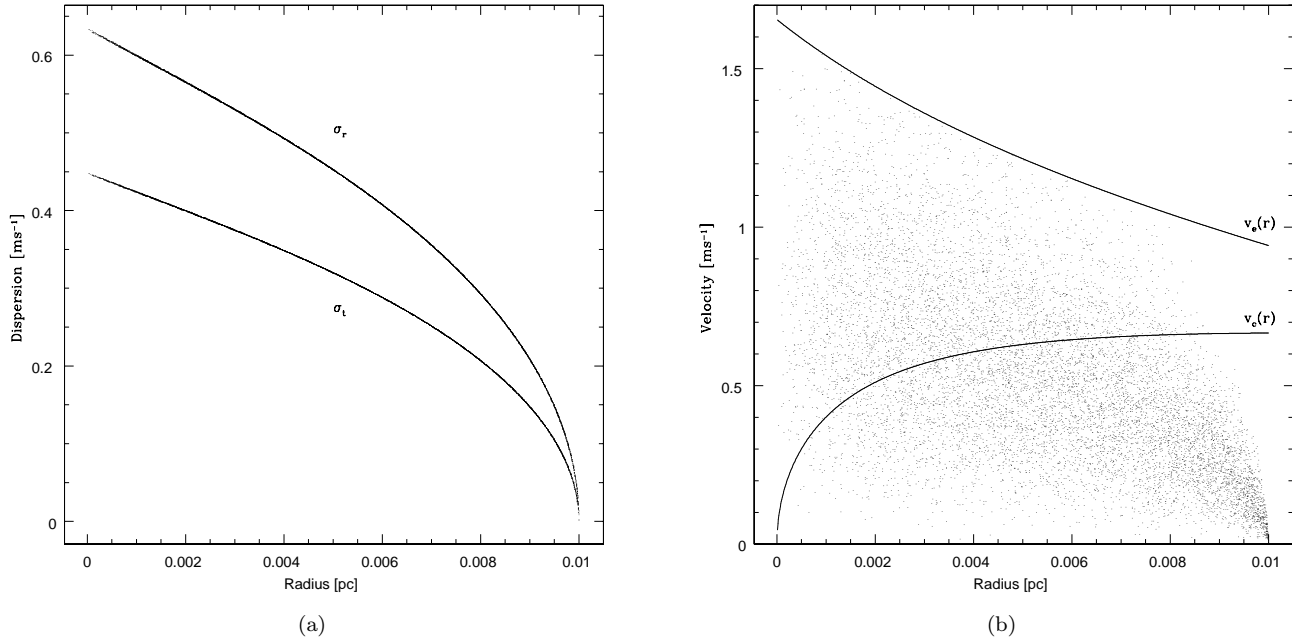 0.6
0.4
0.2
0
Dispersion [ms⁻¹]
σᵣ
σₜ
0 0.002 0.004 0.006 0.008 0.01
Radius [pc]
(a)
1.5
1
0.5
0
Velocity [ms⁻¹]
vₑ(r)
v_c(r)
0 0.002 0.004 0.006 0.008 0.01
Radius [pc]
(b)